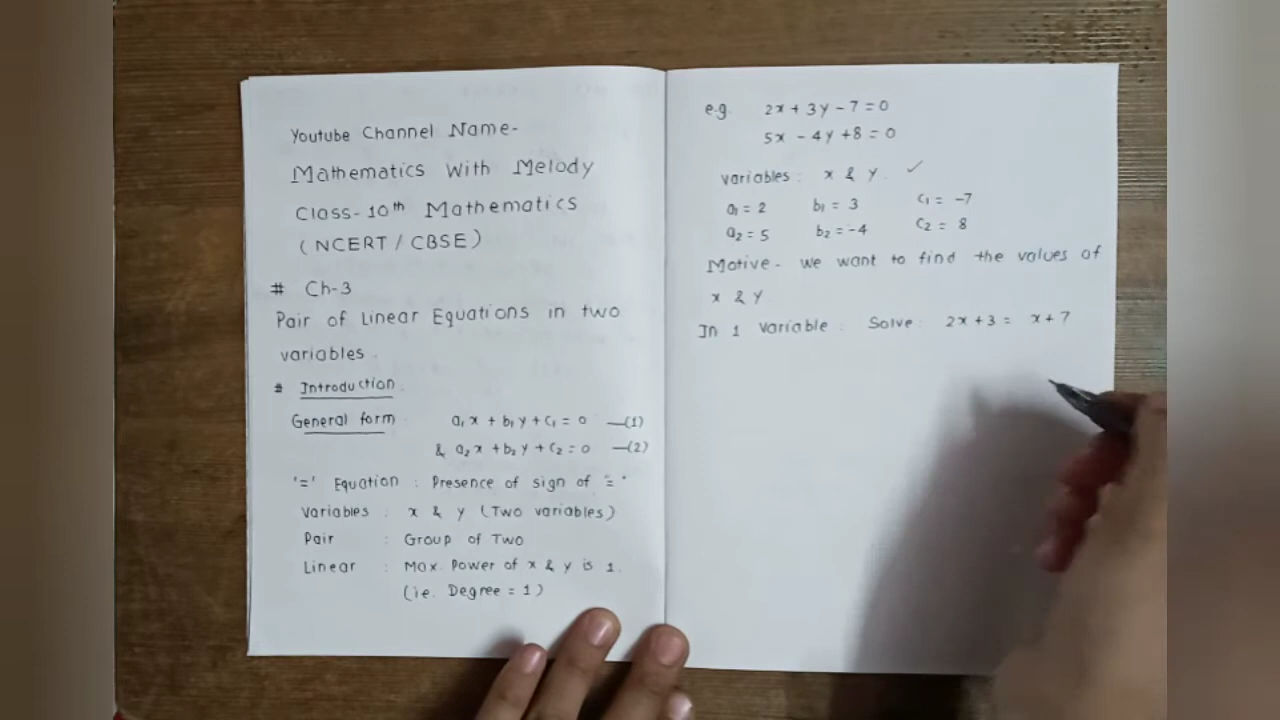 Youtube Channel Name-
Mathematics With Melody
Class-10th Mathematics
(NCERT / CBSE)
# Ch-3
Pair of Linear Equations in two
variables.
# Introduction.
General form a₁x + b₁y + c₁ = 0 —(1)
& a₂x + b₂y + c₂ = 0 —(2)
'=' Equation : Presence of sign of '='
Variables : x & y (Two variables)
Pair : Group of Two
Linear : Max. Power of x & y is 1.
(ie. Degree = 1)
e.g. 2x + 3y - 7 = 0
5x - 4y + 8 = 0
variables : x & y. ✓
a₁ = 2 b₁ = 3 c₁ = -7
a₂ = 5 b₂ = -4 c₂ = 8
Motive - we want to find the values of
x & y.
In 1 variable : Solve : 2x + 3 = x + 7